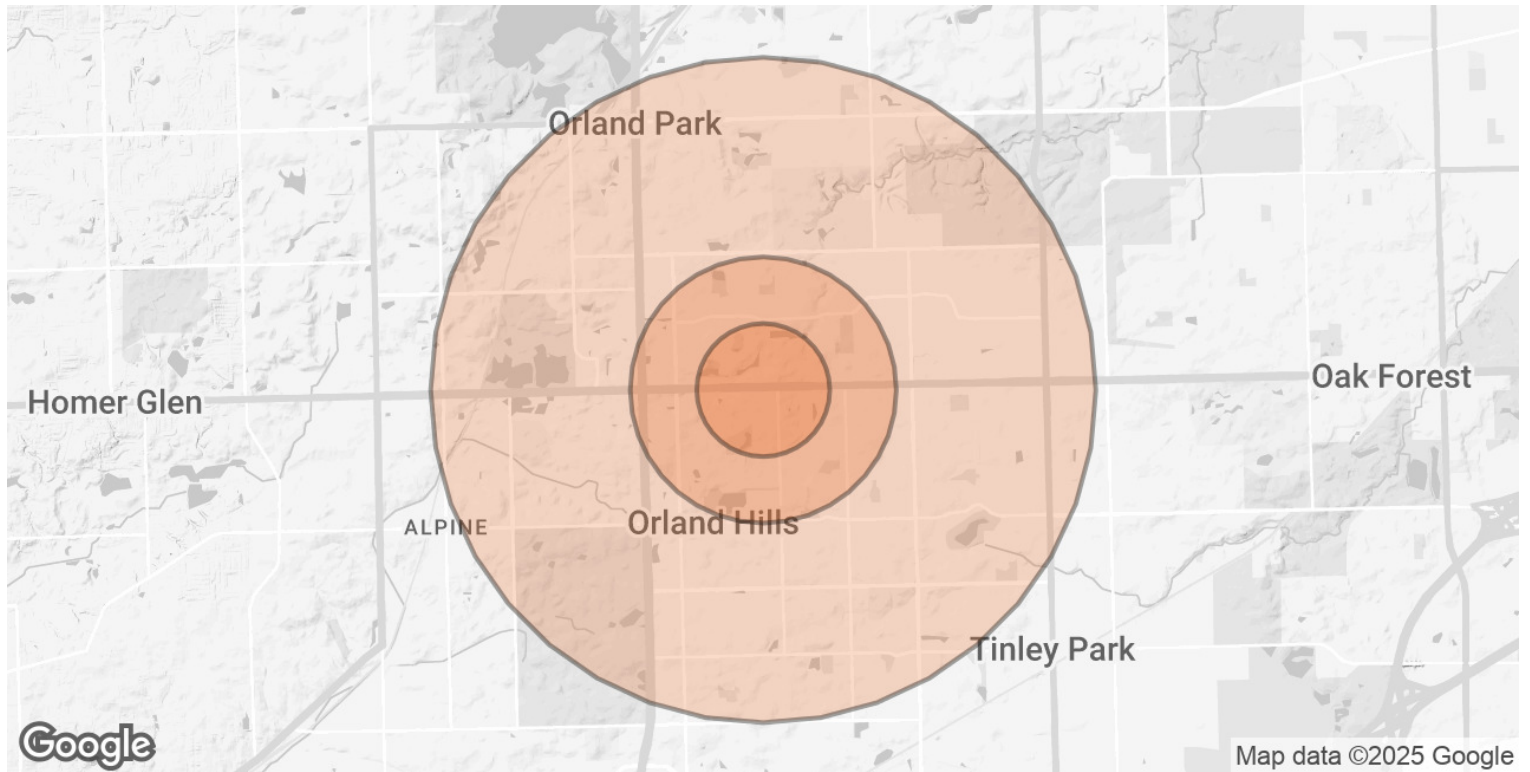 Orland Park
Homer Glen
Oak Forest
ALPINE
Orland Hills
Tinley Park
Google
Map data ©2025 Google